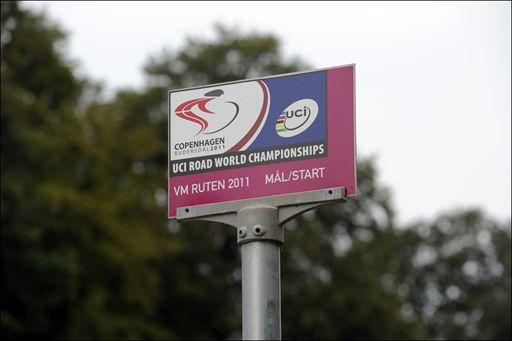 COPENHAGEN
RUDERSDAL 2011
uci
UCI ROAD WORLD CHAMPIONSHIPS
VM RUTEN 2011 MÅL/START